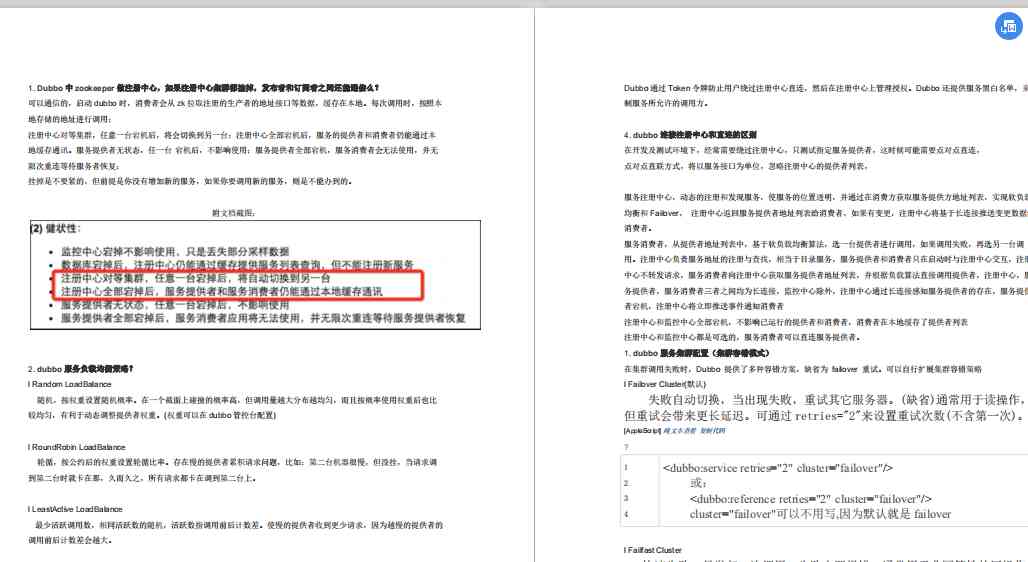 1. Dubbo 中 zookeeper 做注册中心，如果注册中心集群都挂掉，发布者和订阅者之间还能通信么？
可以通信的，启动 dubbo 时，消费者会从 zk 拉取注册的生产者的地址接口等数据，缓存在本地。每次调用时，按照本
地存储的地址进行调用；
注册中心对等集群，任意一台宕机后，将会切换到另一台；注册中心全部宕机后，服务的提供者和消费者仍能通过本
地缓存通讯。服务提供者无状态，任一台 宕机后，不影响使用；服务提供者全部宕机，服务消费者会无法使用，并无
限次重连等待服务者恢复；
挂掉是不要紧的，但前提是你没有增加新的服务，如果你要调用新的服务，则是不能办到的。
附文档截图：
(2) 健状性：
• 监控中心宕掉不影响使用，只是丢失部分采样数据
• 数据库宕掉后，注册中心仍能通过缓存提供服务列表查询，但不能注册新服务
• 注册中心对等集群，任意一台宕掉后，将自动切换到另一台
• 注册中心全部宕掉后，服务提供者和服务消费者仍能通过本地缓存通讯
• 服务提供者无状态，任意一台宕掉后，不影响使用
• 服务提供者全部宕掉后，服务消费者应用将无法使用，并无限次重连等待服务提供者恢复
2. dubbo 服务负载均衡策略？
l Random LoadBalance
随机，按权重设置随机概率。在一个截面上碰撞的概率高，但调用量越大分布越均匀，而且按概率使用权重后也比
较均匀，有利于动态调整提供者权重。(权重可以在 dubbo 管控台配置)
l RoundRobin LoadBalance
轮循，按公约后的权重设置轮循比率。存在慢的提供者累积请求问题，比如：第二台机器很慢，但没挂，当请求调
到第二台时就卡在那，久而久之，所有请求都卡在调到第二台上。
l LeastActive LoadBalance
最少活跃调用数，相同活跃数的随机，活跃数指调用前后计数差。使慢的提供者收到更少请求，因为越慢的提供者的
调用前后计数差会越大。
Dubbo 通过 Token 令牌防止用户绕过注册中心直连，然后在注册中心上管理授权。Dubbo 还提供服务黑白名单，来
制服务所允许的调用方。
4. dubbo 连接注册中心和直连的区别
在开发及测试环境下，经常需要绕过注册中心，只测试指定服务提供者，这时候可能需要点对点直连，
点对点直联方式，将以服务接口为单位，忽略注册中心的提供者列表，
服务注册中心，动态的注册和发现服务，使服务的位置透明，并通过在消费方获取服务提供方地址列表，实现软负载
均衡和 Failover， 注册中心返回服务提供者地址列表给消费者，如果有变更，注册中心将基于长连接推送变更数据
消费者。
服务消费者，从提供者地址列表中，基于软负载均衡算法，选一台提供者进行调用，如果调用失败，再选另一台调
用。注册中心负责服务地址的注册与查找，相当于目录服务，服务提供者和消费者只在启动时与注册中心交互，注册
中心不转发请求，服务消费者向注册中心获取服务提供者地址列表，并根据负载算法直接调用提供者，注册中心，服
务提供者，服务消费者三者之间均为长连接，监控中心除外，注册中心通过长连接感知服务提供者的存在，服务提供
者宕机，注册中心将立即推送事件通知消费者
注册中心和监控中心全部宕机，不影响已运行的提供者和消费者，消费者在本地缓存了提供者列表
注册中心和监控中心都是可选的，服务消费者可以直连服务提供者。
1. dubbo 服务集群配置（集群容错模式）
在集群调用失败时，Dubbo 提供了多种容错方案，缺省为 failover 重试。可以自行扩展集群容错策略
l Failover Cluster(默认)
失败自动切换，当出现失败，重试其它服务器。(缺省)通常用于读操作，
但重试会带来更长延迟。可通过retries="2"来设置重试次数(不含第一次)。
[AppleScript] 纯文本查看 复制代码
?
1 <dubbo:service retries="2" cluster="failover"/>
2 或：
3 <dubbo:reference retries="2" cluster="failover"/>
4 cluster="failover"可以不用写,因为默认就是 failover
l Failfast Cluster